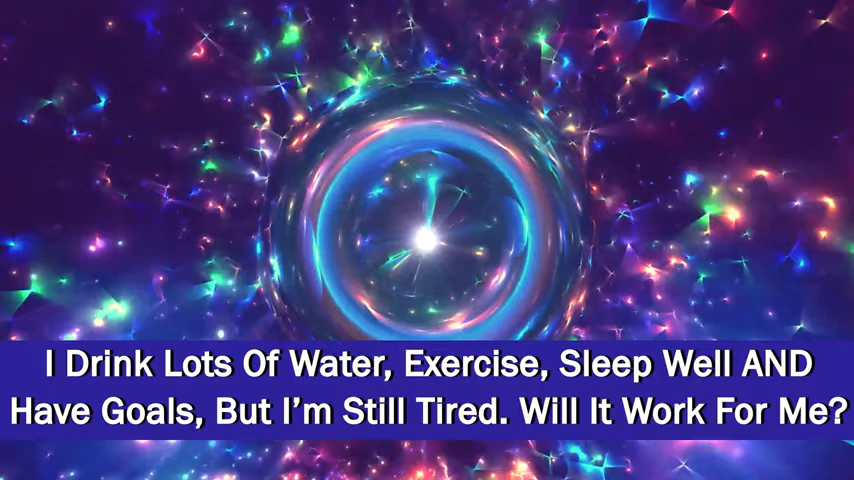 I Drink Lots Of Water, Exercise, Sleep Well AND
Have Goals, But I’m Still Tired. Will It Work For Me?